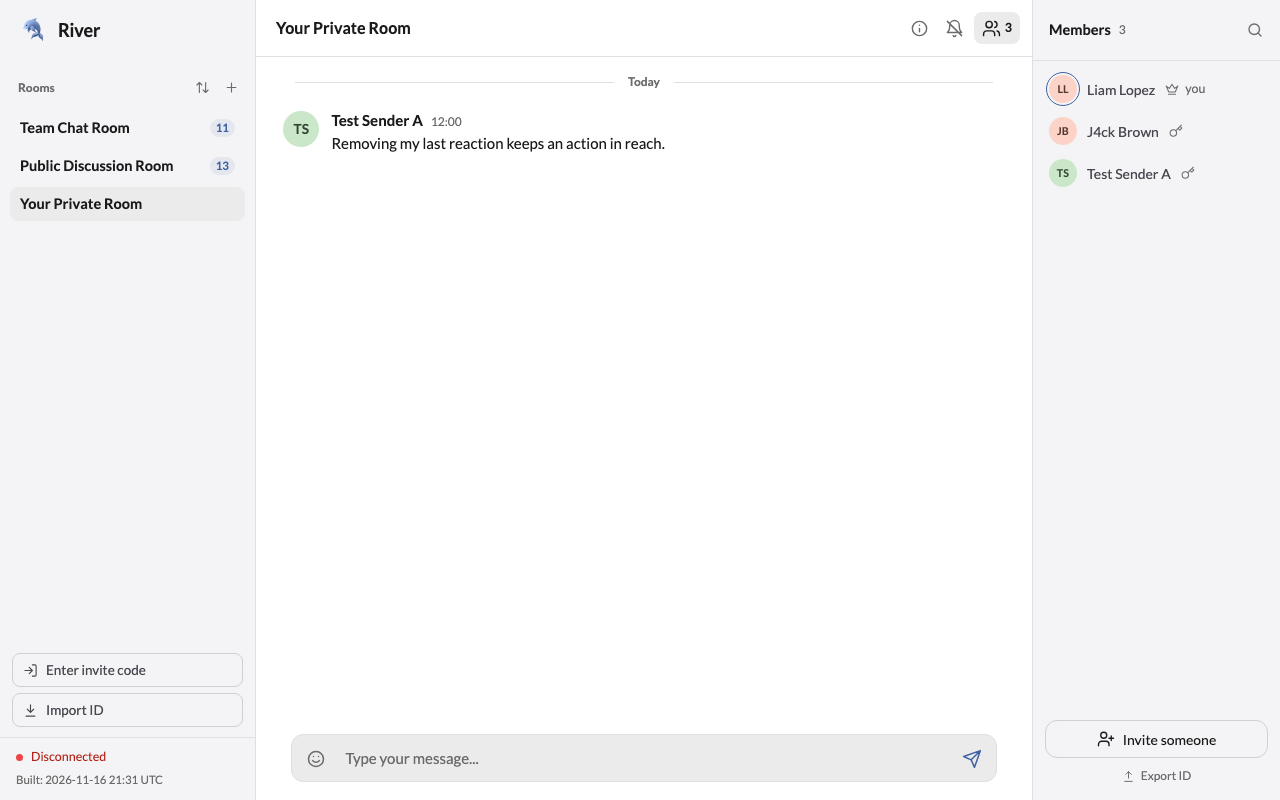 River
Rooms
Team Chat Room 11
Public Discussion Room 13
Your Private Room
Enter invite code
Import ID
Disconnected
Built: 2026-11-16 21:31 UTC
Your Private Room
3
Today
TS
Test Sender A 12:00
Removing my last reaction keeps an action in reach.
Type your message...
Members 3
LL Liam Lopez you
JB J4ck Brown
TS Test Sender A
Invite someone
Export ID